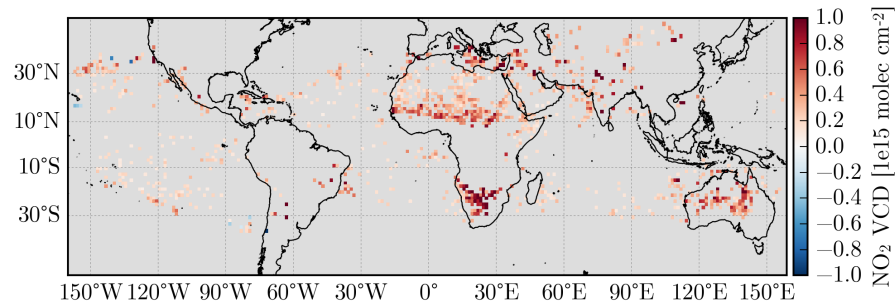 30°N
10°N
10°S
30°S
150°W 120°W 90°W 60°W 30°W 0° 30°E 60°E 90°E 120°E 150°E
1.0
0.8
0.6
0.4
0.2
0.0
−0.2
−0.4
−0.6
−0.8
−1.0
NO₂ VCD [1e15 molec cm⁻²]